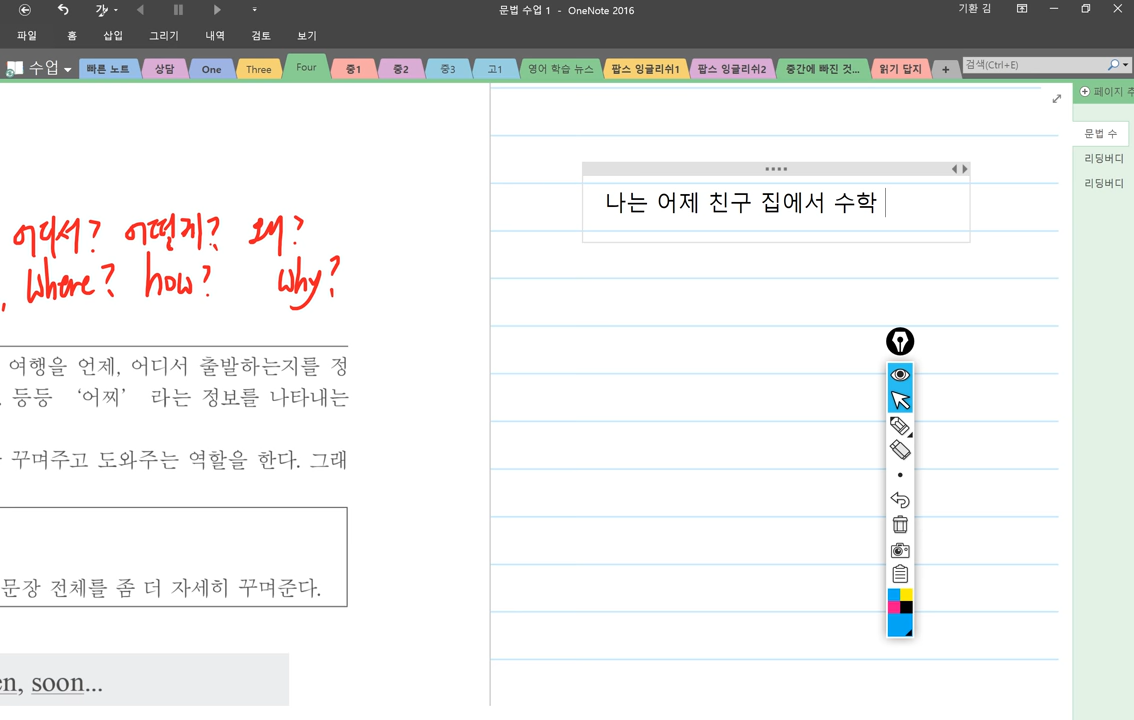 문법 수업 1 - OneNote 2016
기환 김
파일 홈 삽입 그리기 내역 검토 보기
수업 빠른 노트 상담 One Three Four 중1 중2 중3 고1 영어 학습 뉴스 팝스 잉글리쉬1 팝스 잉글리쉬2 중간에 빠진 것... 읽기 답지 + 검색(Ctrl+E)
페이지 추
문법 수
리딩버디
리딩버디
나는 어제 친구 집에서 수학
어디서? 어떻게? 왜?
where? how? why?
여행을 언제, 어디서 출발하는지를 정
. 등등 ‘어찌’ 라는 정보를 나타내는
꾸며주고 도와주는 역할을 한다. 그래
문장 전체를 좀 더 자세히 꾸며준다.
en, soon...